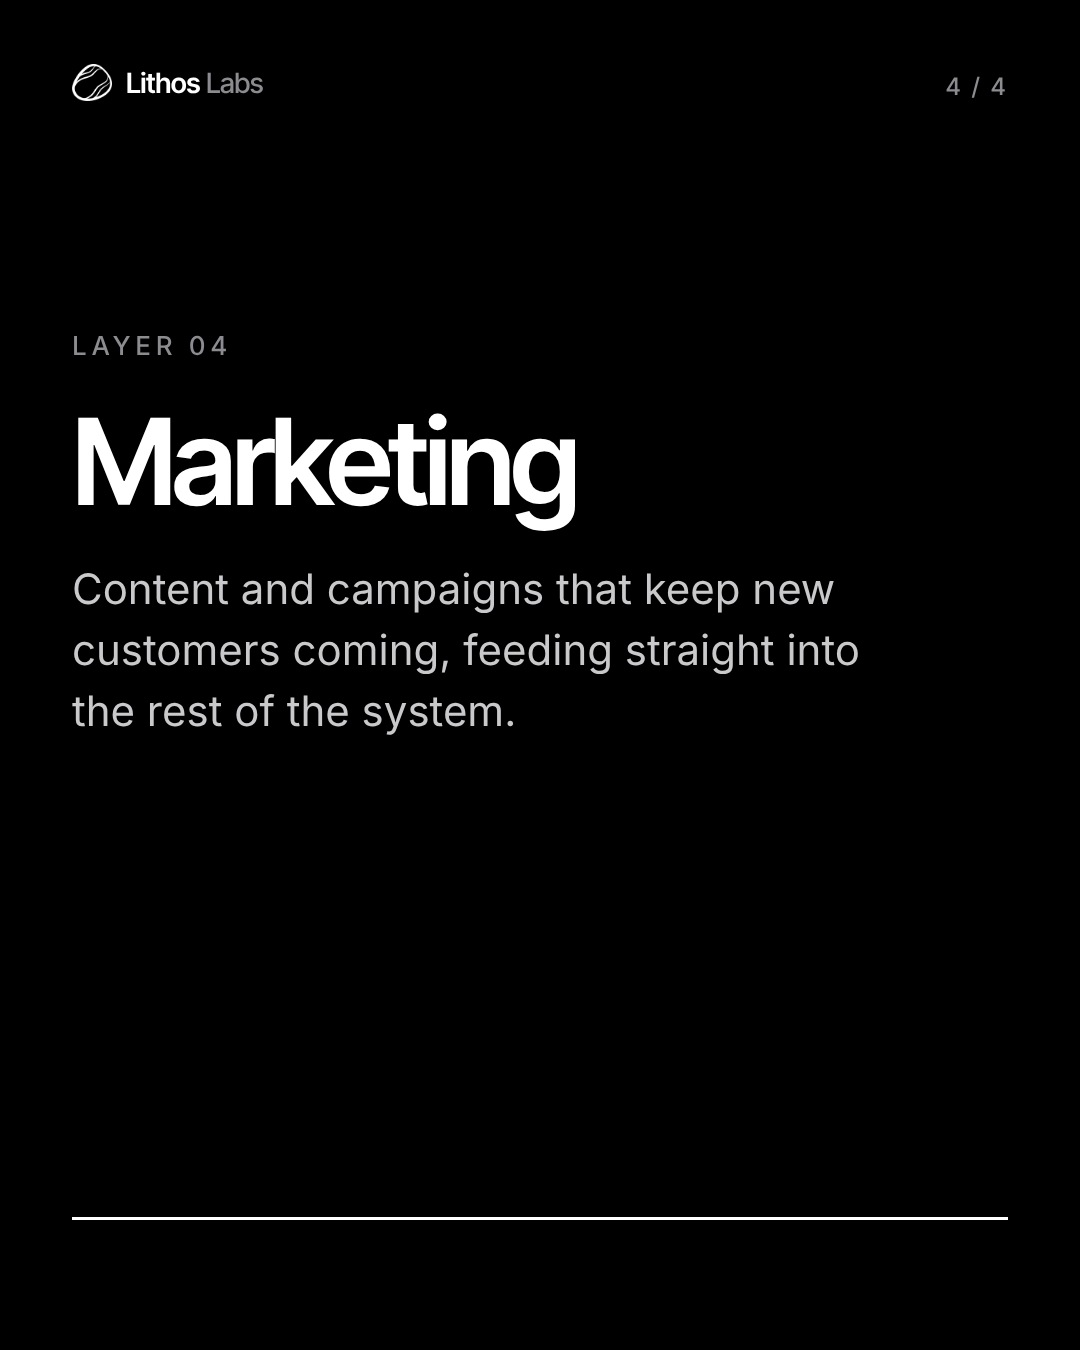 Lithos Labs
4 / 4
LAYER 04
Marketing
Content and campaigns that keep new
customers coming, feeding straight into
the rest of the system.